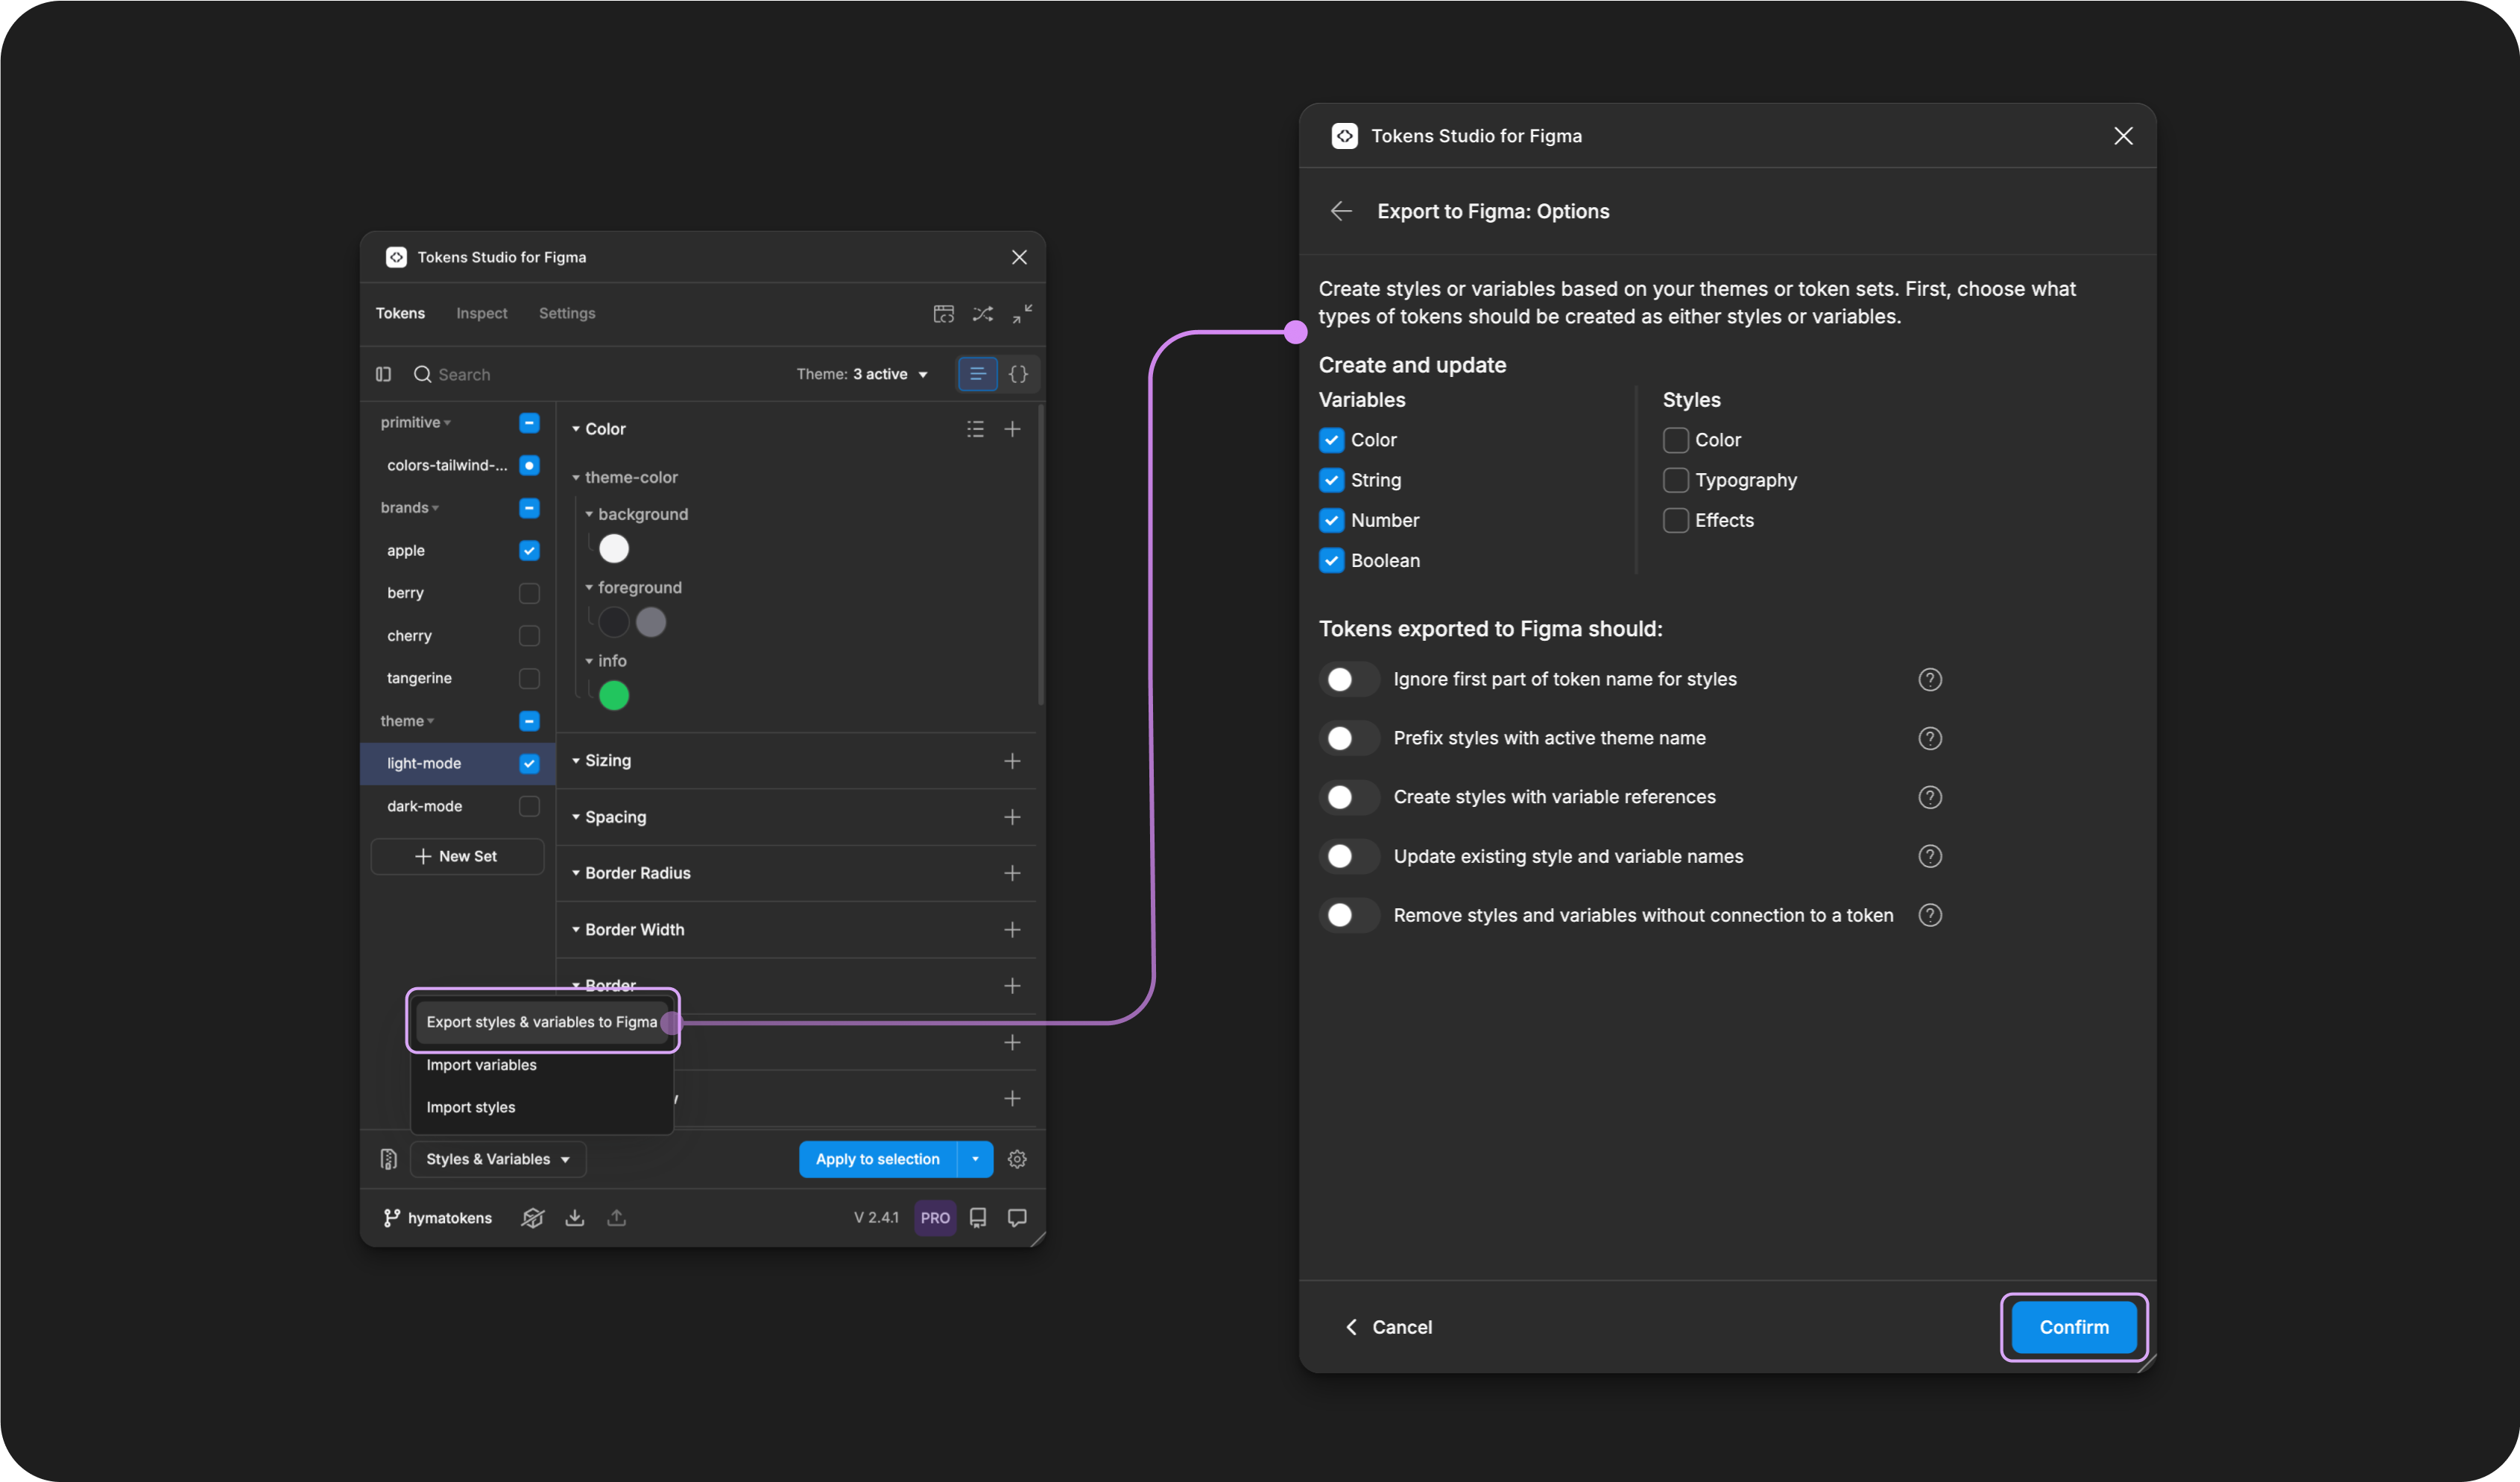 Tokens Studio for Figma
Tokens
Inspect
Settings
Search
Theme: 3 active
primitive
colors-tailwind-...
brands
apple
berry
cherry
tangerine
theme
light-mode
dark-mode
New Set
Color
theme-color
background
foreground
info
Sizing
Spacing
Border Radius
Border Width
Border
Export styles & variables to Figma
Import variables
Import styles
Styles & Variables
Apply to selection
hymatokens
V 2.4.1
PRO
Tokens Studio for Figma
Export to Figma: Options
Create styles or variables based on your themes or token sets. First, choose what
types of tokens should be created as either styles or variables.
Create and update
Variables
Color
String
Number
Boolean
Styles
Color
Typography
Effects
Tokens exported to Figma should:
Ignore first part of token name for styles
Prefix styles with active theme name
Create styles with variable references
Update existing style and variable names
Remove styles and variables without connection to a token
Cancel
Confirm